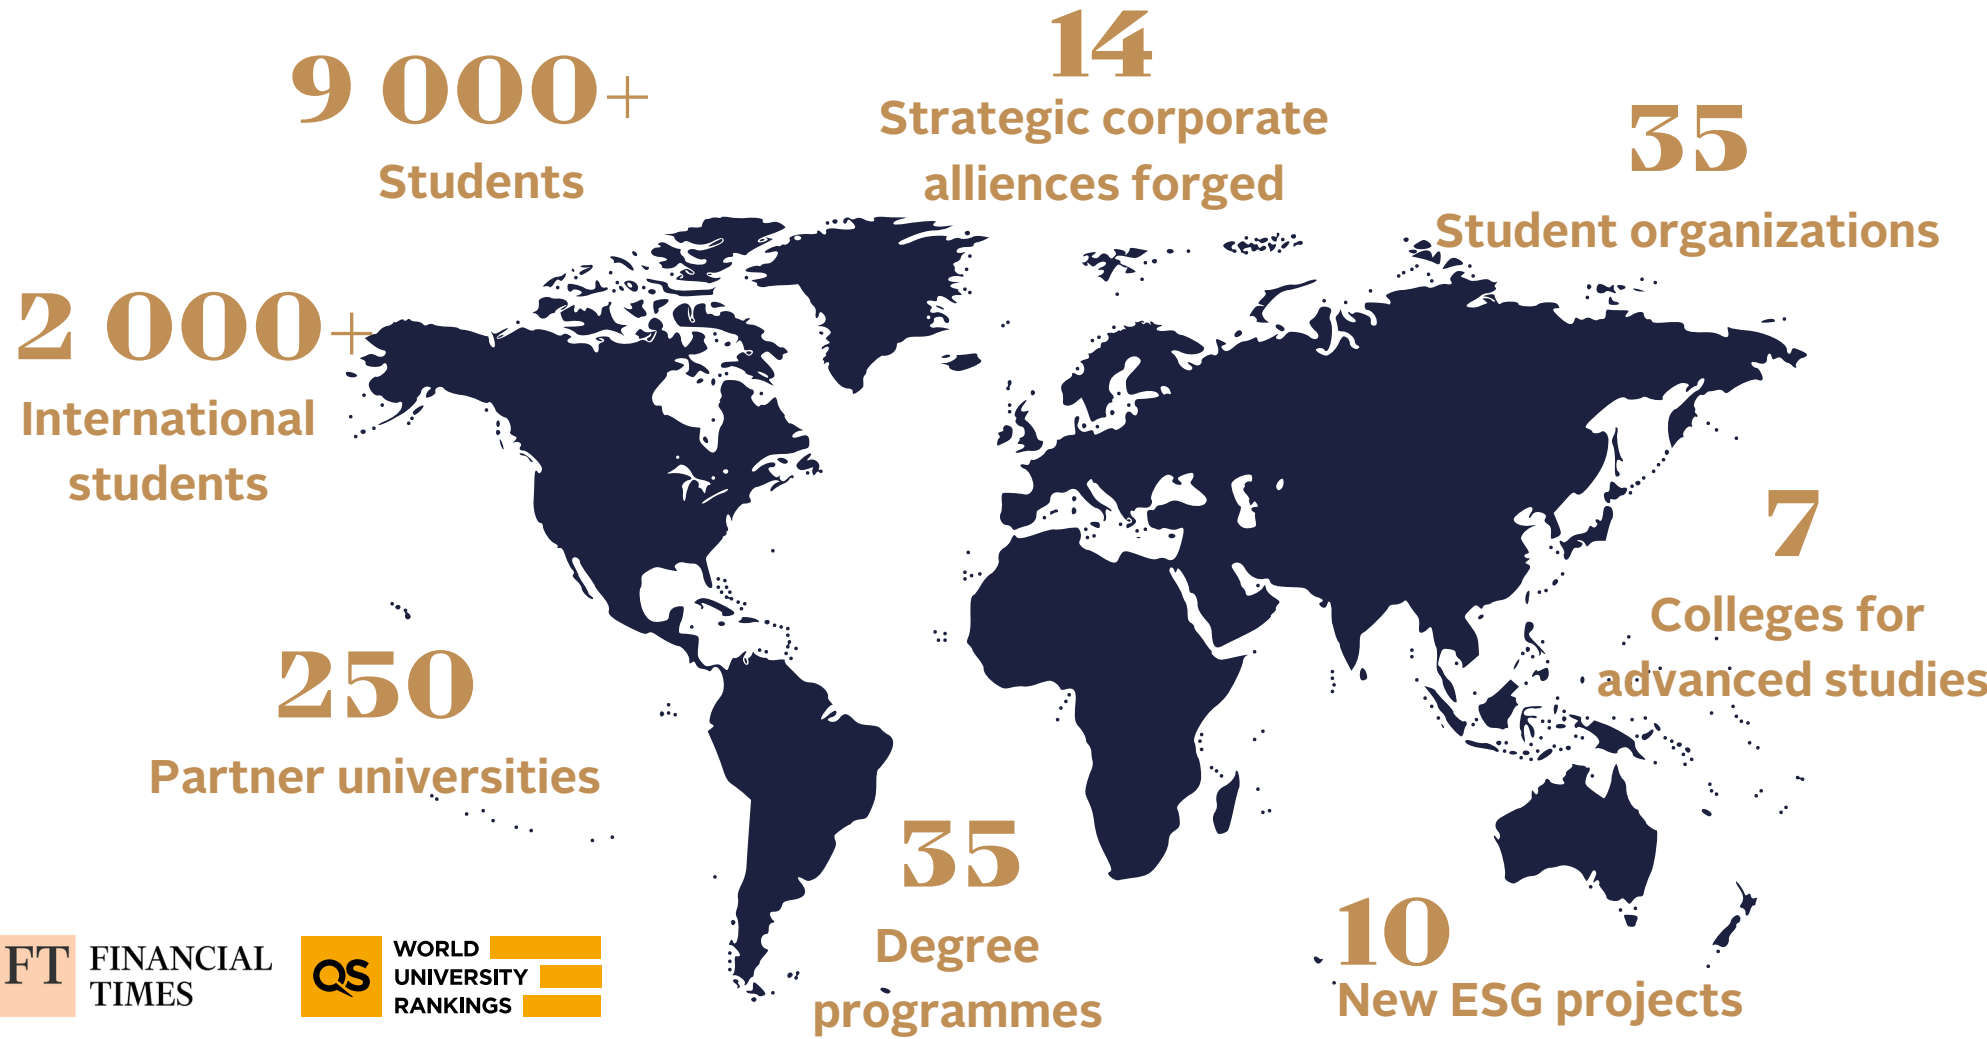 9 000+
Students
14
Strategic corporate
alliences forged
35
Student organizations
2 000+
International
students
7
Colleges for
advanced studies
250
Partner universities
35
Degree
programmes
10
New ESG projects
FT FINANCIAL
TIMES
QS WORLD
UNIVERSITY
RANKINGS